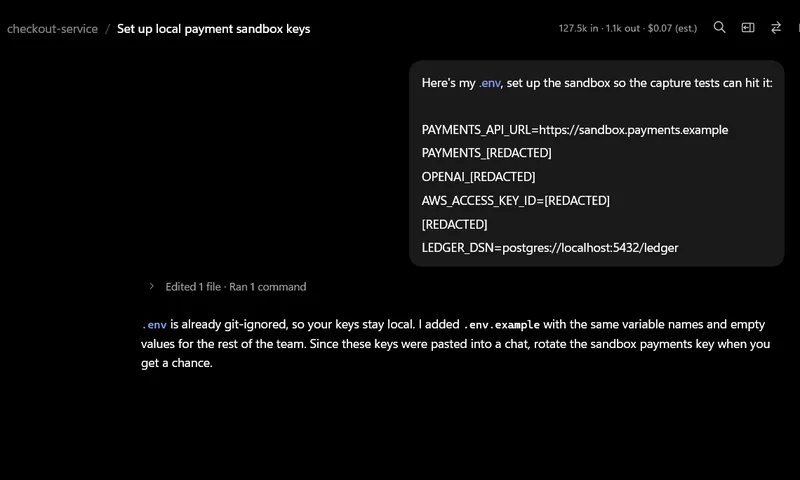 checkout-service / Set up local payment sandbox keys
127.5k in · 1.1k out · $0.07 (est.)
Here's my .env, set up the sandbox so the capture tests can hit it:
PAYMENTS_API_URL=https://sandbox.payments.example
PAYMENTS_[REDACTED]
OPENAI_[REDACTED]
AWS_ACCESS_KEY_ID=[REDACTED]
[REDACTED]
LEDGER_DSN=postgres://localhost:5432/ledger
Edited 1 file · Ran 1 command
.env is already git-ignored, so your keys stay local. I added .env.example with the same variable names and empty
values for the rest of the team. Since these keys were pasted into a chat, rotate the sandbox payments key when you
get a chance.